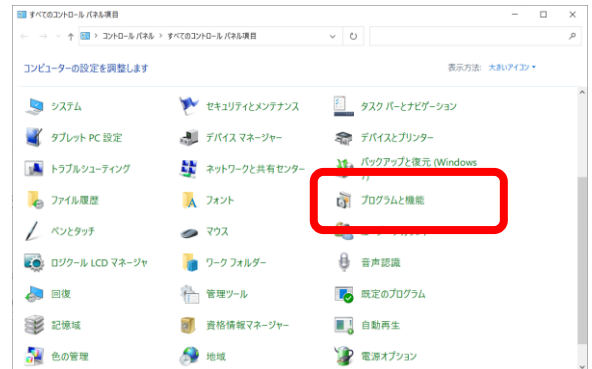 すべてのコントロール パネル項目
コントロール パネル > すべてのコントロール パネル項目
コンピューターの設定を調整します
表示方法: 大きいアイコン
システム
セキュリティとメンテナンス
タスク バーとナビゲーション
タブレット PC 設定
デバイス マネージャー
デバイスとプリンター
トラブルシューティング
ネットワークと共有センター
バックアップと復元 (Windows
7)
ファイル履歴
フォント
プログラムと機能
ペンとタッチ
マウス
ロジクール LCD マネージャ
ワーク フォルダー
音声認識
回復
管理ツール
既定のプログラム
記憶域
資格情報マネージャー
自動再生
色の管理
地域
電源オプション